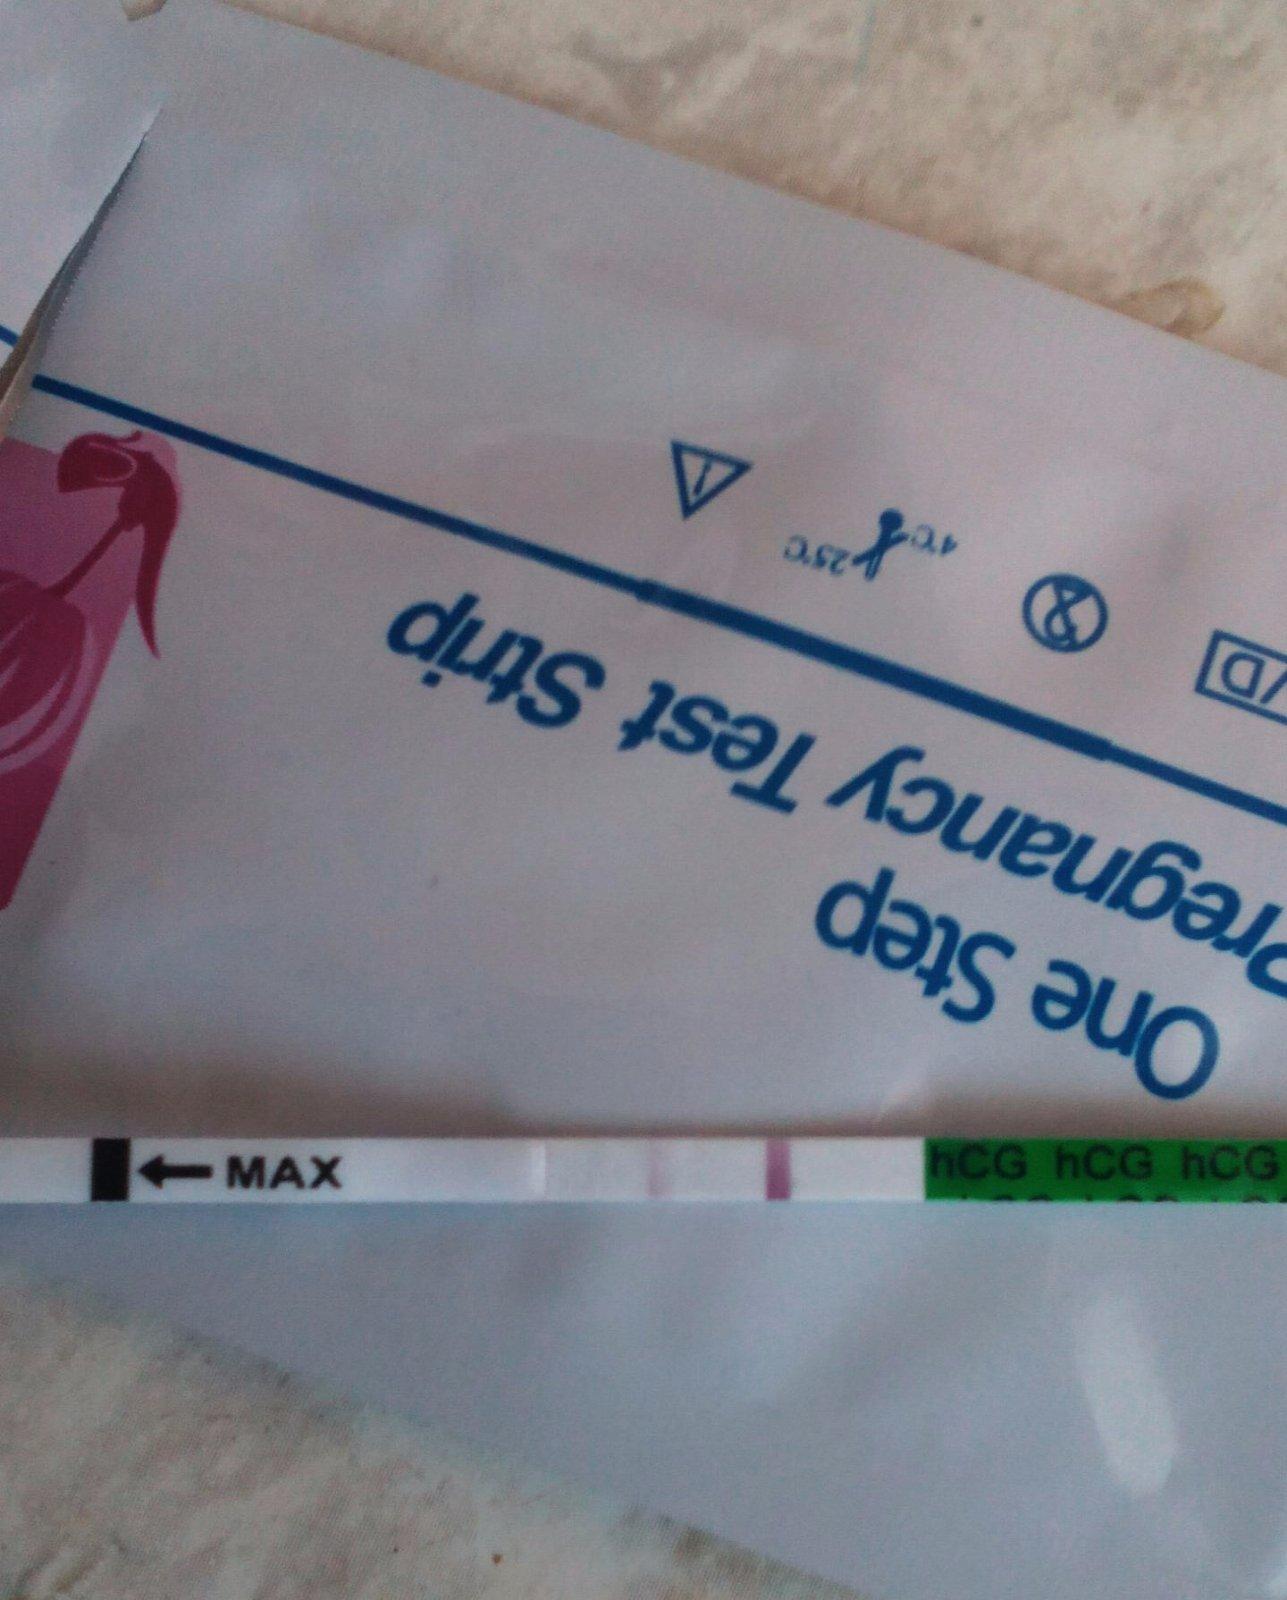 One Step
Pregnancy Test Strip
4°C
25°C
MAX
hCG hCG hCG